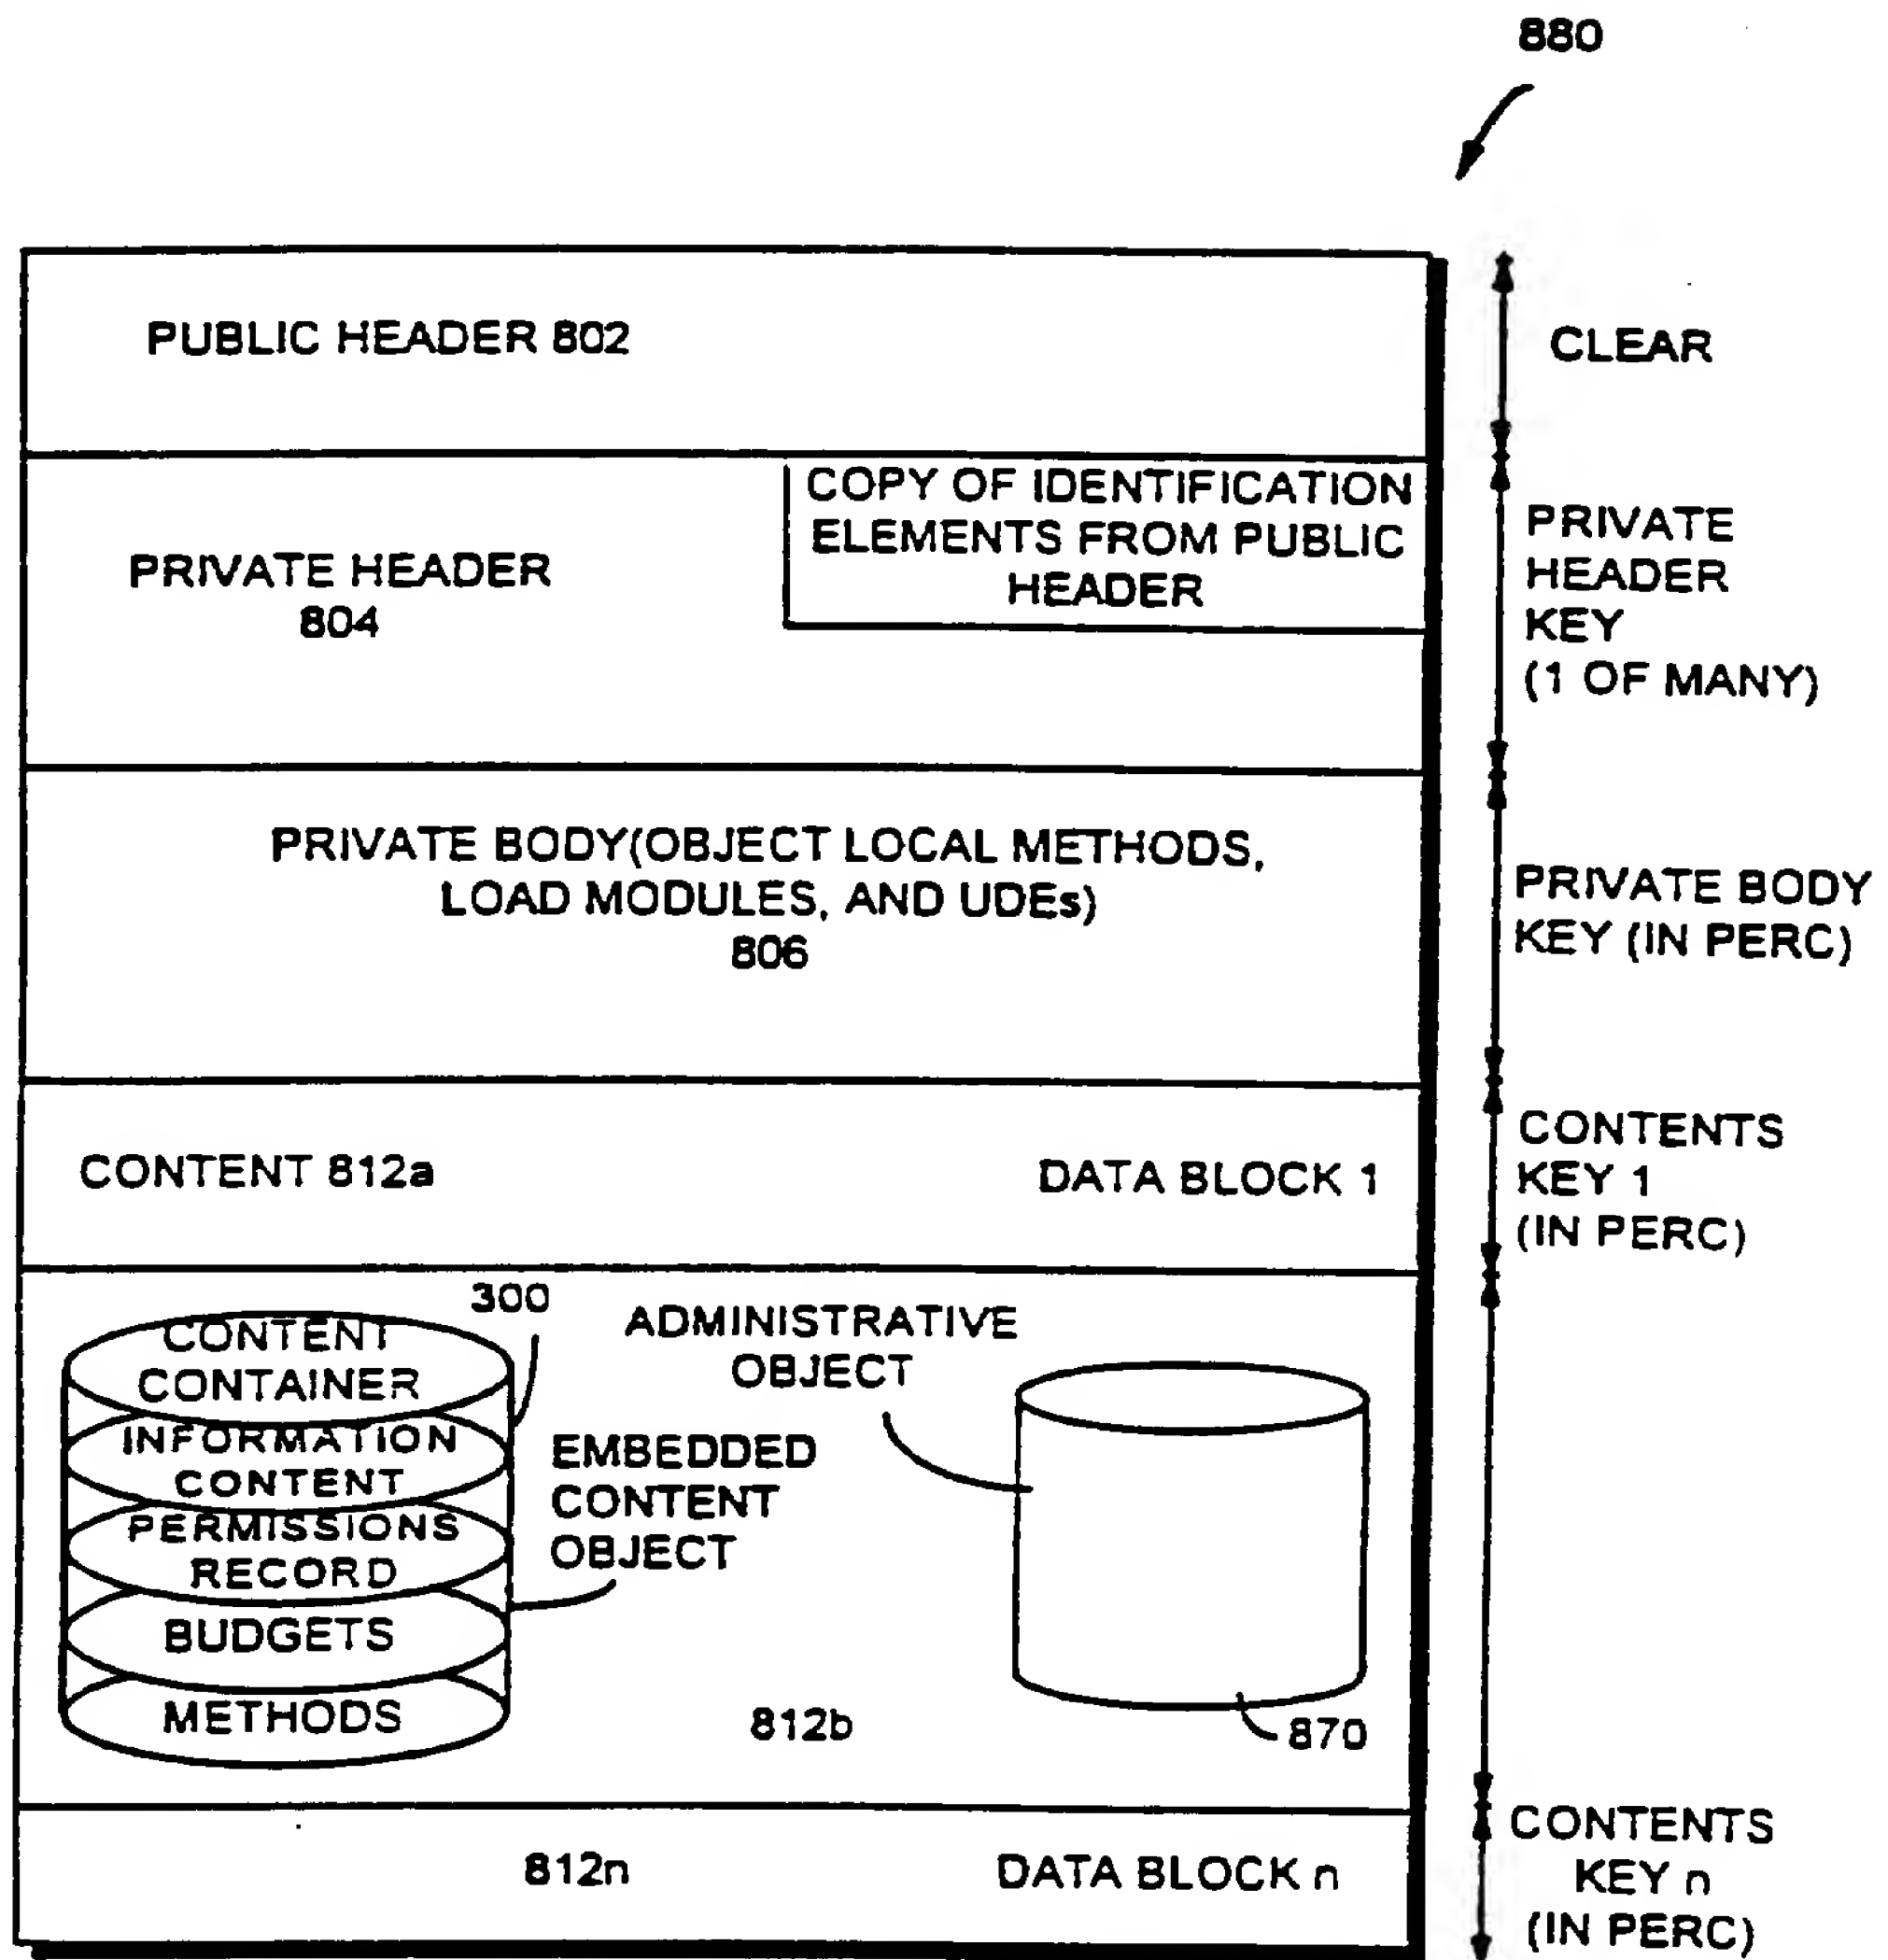 880
PUBLIC HEADER 802
CLEAR
PRIVATE HEADER
804
COPY OF IDENTIFICATION
ELEMENTS FROM PUBLIC
HEADER
PRIVATE
HEADER
KEY
(1 OF MANY)
PRIVATE BODY(OBJECT LOCAL METHODS,
LOAD MODULES, AND UDEs)
806
PRIVATE BODY
KEY (IN PERC)
CONTENT 812a
DATA BLOCK 1
CONTENTS
KEY 1
(IN PERC)
CONTENT
CONTAINER
INFORMATION
CONTENT
PERMISSIONS
RECORD
BUDGETS
METHODS
300
EMBEDDED
CONTENT
OBJECT
ADMINISTRATIVE
OBJECT
812b
870
812n
DATA BLOCK n
CONTENTS
KEY n
(IN PERC)